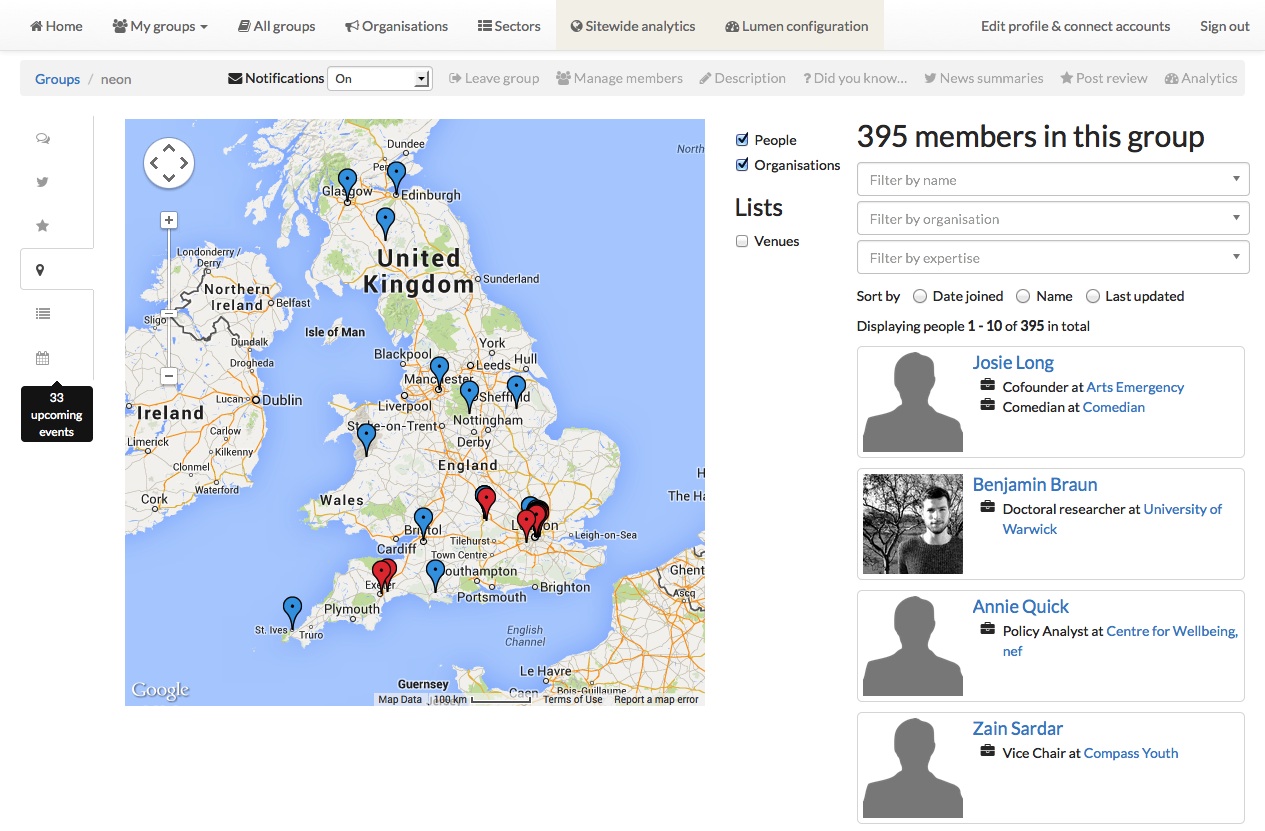 Home
My groups
All groups
Organisations
Sectors
Sitewide analytics
Lumen configuration
Edit profile & connect accounts
Sign out
Groups / neon
Notifications
On
Leave group
Manage members
Description
? Did you know...
News summaries
Post review
Analytics
33
upcoming
events
Dundee
North
Glasgow
Edinburgh
United
Kingdom
Londonderry /
Derry
Sunderland
Northern
Ireland
Belfast
Sligo
Isle of Man
Dundalk
York
Blackpool
Leeds
Hull
Drogheda
Manchester
Lucan
Dublin
Liverpool
Sheffield
Ireland
Nottingham
Stoke-on-Trent
Carlow
Derby
Limerick
Kilkenny
England
Clonmel
Waterford
Cork
Wales
The Ha
London
Bristol
Leigh-on-Sea
Cardiff
Tilehurst
Town Centre
Southampton
Ghent
Exeter
Brighton
Portsmouth
Ascq
Plymouth
St. Ives
Truro
English
Channel
Le Havre
Guernsey
Caen
Bois-Guillaume
Google
Map Data
100 km
Terms of Use
Report a map error
Jersey
People
Organisations
Lists
Venues
395 members in this group
Filter by name
Filter by organisation
Filter by expertise
Sort by
Date joined
Name
Last updated
Displaying people 1 - 10 of 395 in total
Josie Long
Cofounder at Arts Emergency
Comedian at Comedian
Benjamin Braun
Doctoral researcher at University of
Warwick
Annie Quick
Policy Analyst at Centre for Wellbeing,
nef
Zain Sardar
Vice Chair at Compass Youth